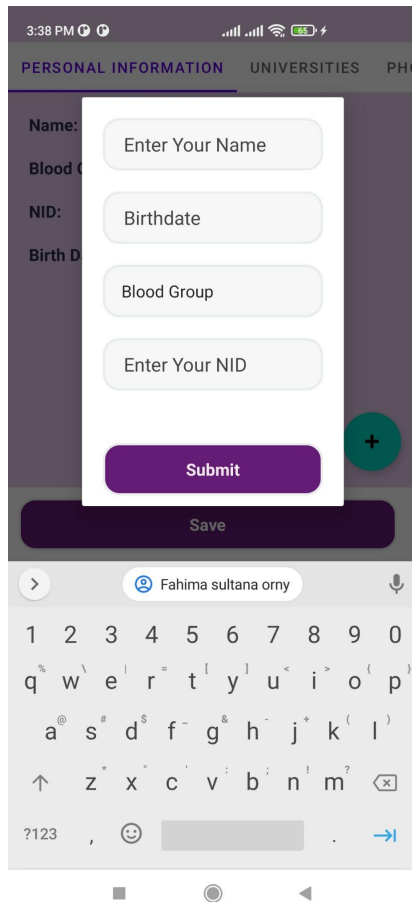 3:38 PM 65
PERSONAL INFORMATION UNIVERSITIES PH
Name:
Enter Your Name
Blood
Birthdate
NID:
Birth D
Blood Group
Enter Your NID
+
Submit
Save
Fahima sultana orny
1 2 3 4 5 6 7 8 9 0
% \ | = [ ] < > { }
q w e r t y u i o p
@ # $ - & - + ( )
a s d f g h j k l
* " ' : ; ! ?
z x c v b n m
?123 , .